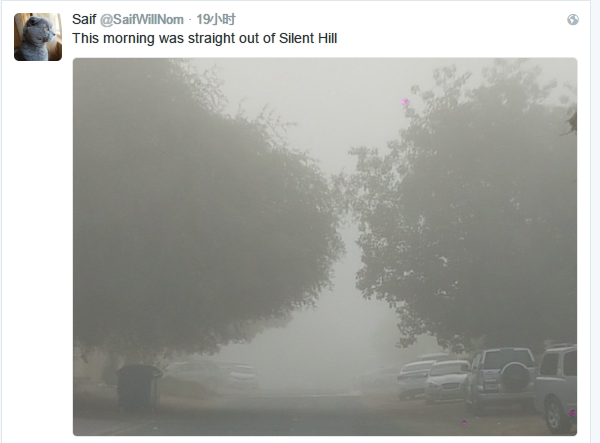 Saif @SaifWillNom · 19小时
This morning was straight out of Silent Hill